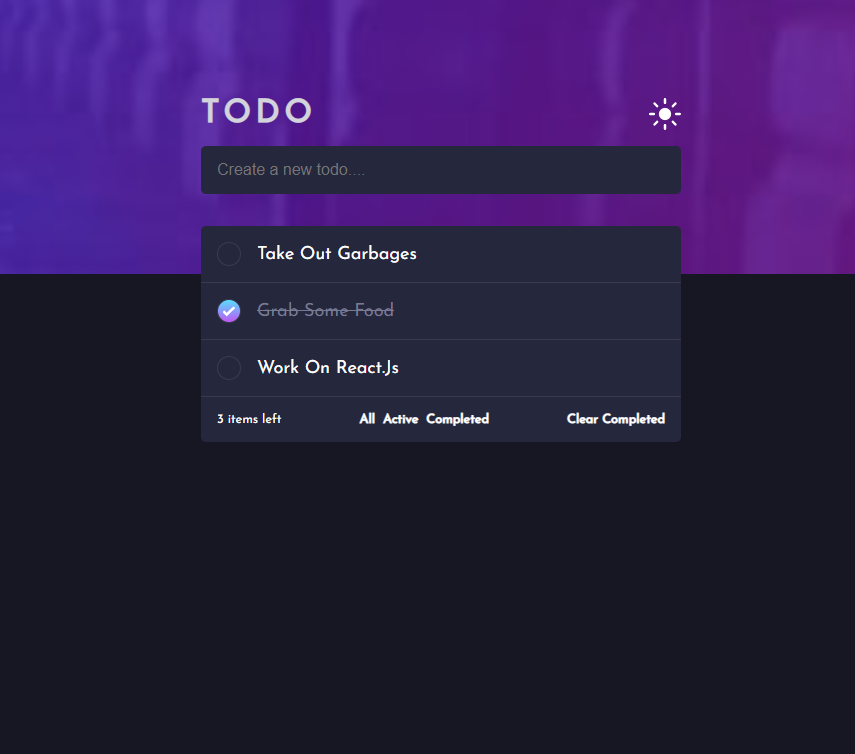 TODO
Create a new todo....
Take Out Garbages
Grab Some Food
Work On React.Js
3 items left All Active Completed Clear Completed